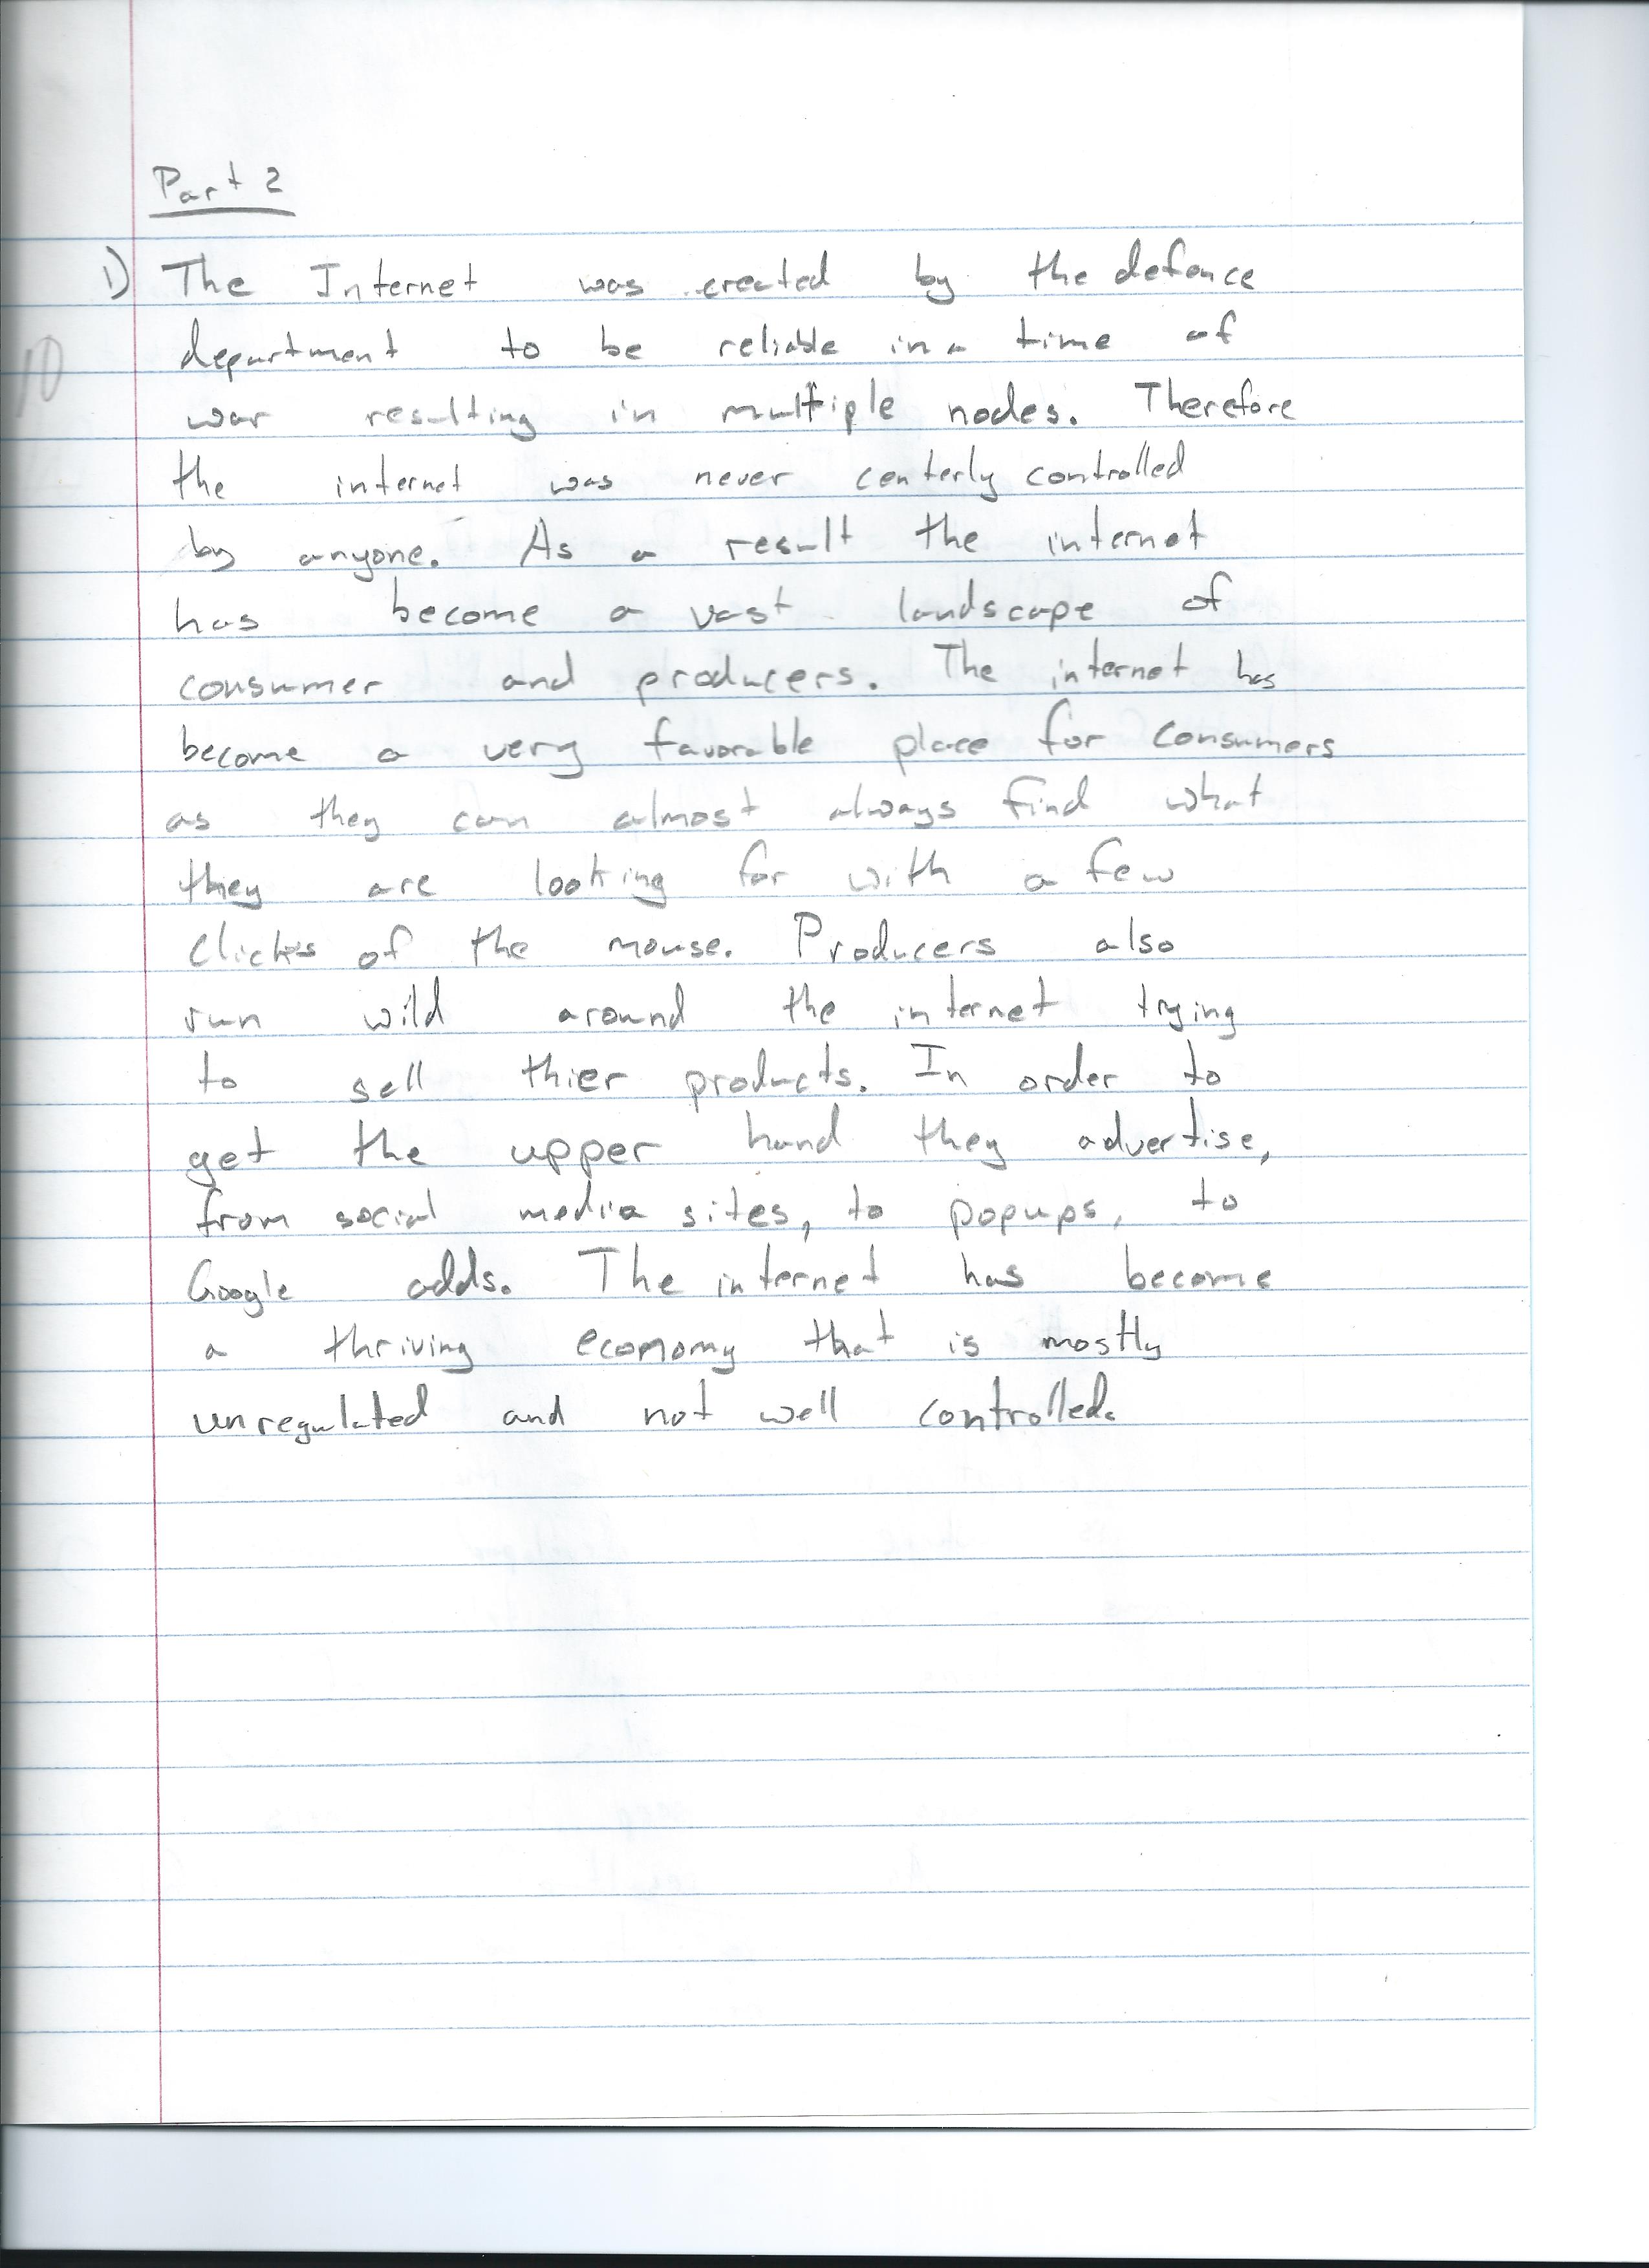 Part 2
1) The Internet was created by the defence
department to be reliable in a time of
10
war resulting in multiple nodes. Therefore
the internet was never centerly controlled
by anyone. As a result the internet
has become a vast landscape of
consumer and producers. The internet has
become a very favorable place for consumers
as they can almost always find what
they are looking for with a few
clicks of the mouse. Producers also
run wild around the internet trying
to sell thier products. In order to
get the upper hand they advertise,
from social media sites, to popups, to
Google adds. The internet has become
a thriving economy that is mostly
unregulated and not well controlled.